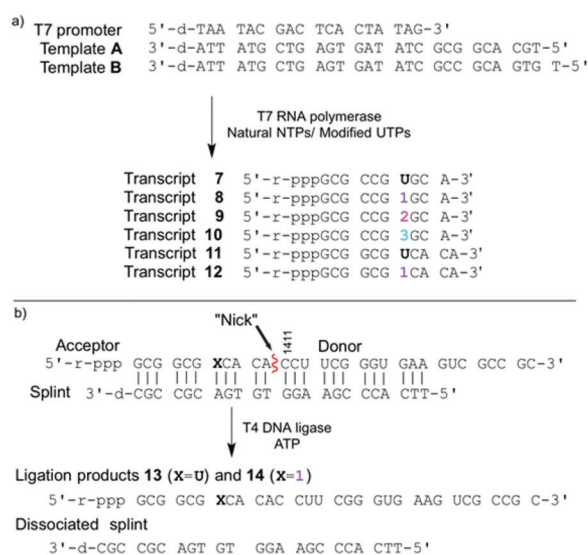 a)
T7 promoter 5'-d-TAA TAC GAC TCA CTA TAG-3'
Template A 3'-d-ATT ATG CTG AGT GAT ATC GCG GCA CGT-5'
Template B 3'-d-ATT ATG CTG AGT GAT ATC GCC GCA GTG T-5'
T7 RNA polymerase
Natural NTPs/ Modified UTPs
Transcript 7 5'-r-pppGCG CCG UGC A-3'
Transcript 8 5'-r-pppGCG CCG 1GC A-3'
Transcript 9 5'-r-pppGCG CCG 2GC A-3'
Transcript 10 5'-r-pppGCG CCG 3GC A-3'
Transcript 11 5'-r-pppGCG GCG UCA CA-3'
Transcript 12 5'-r-pppGCG GCG 1CA CA-3'
b)
"Nick"
1411
Acceptor Donor
5'-r-ppp GCG GCG XCA CA CCU UCG GGU GAA GUC GCC GC-3'
Splint 3'-d-CGC CGC AGT GT GGA AGC CCA CTT-5'
T4 DNA ligase
ATP
Ligation products 13 (X=U) and 14 (X=1)
5'-r-ppp GCG GCG XCA CAC CUU CGG GUG AAG UCG CCG C-3'
Dissociated splint
3'-d-CGC CGC AGT GT GGA AGC CCA CTT-5'